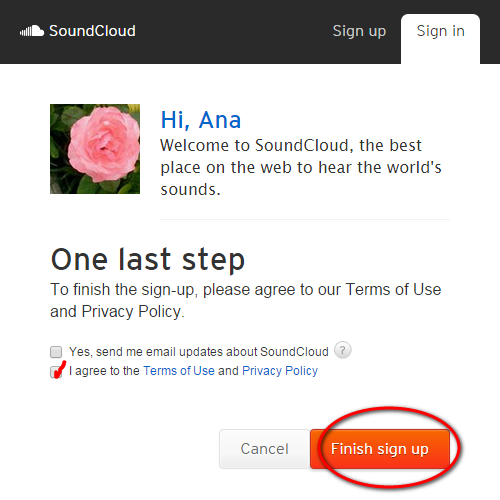 SoundCloud Sign up Sign in
Hi, Ana
Welcome to SoundCloud, the best
place on the web to hear the world's
sounds.
One last step
To finish the sign-up, please agree to our Terms of Use
and Privacy Policy.
Yes, send me email updates about SoundCloud ?
I agree to the Terms of Use and Privacy Policy
Cancel Finish sign up